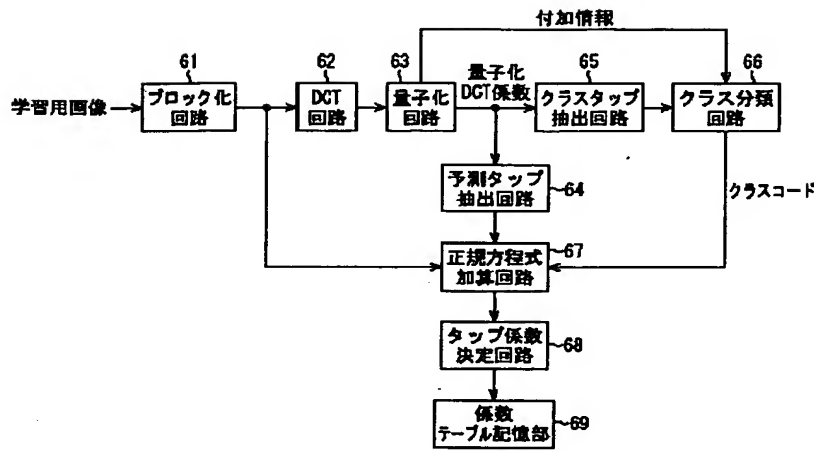 付加情報
61
62
63
量子化
DCT係数
65
66
学習用画像
ブロック化
回路
DCT
回路
量子化
回路
クラスタップ
抽出回路
クラス分類
回路
予測タップ
抽出回路
64
クラスコード
正規方程式
加算回路
67
タップ係数
決定回路
68
係数
テーブル記憶部
69